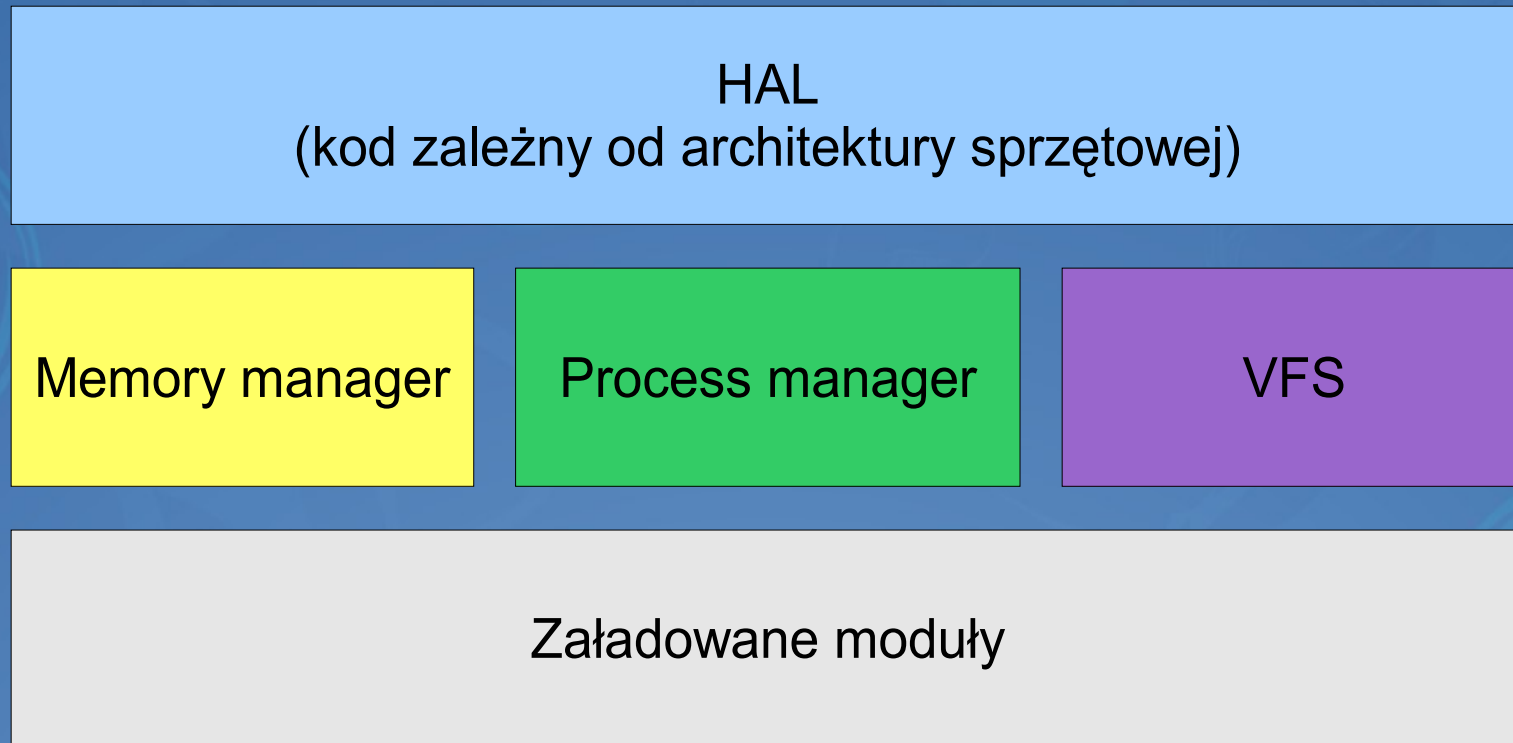 HAL
(kod zależny od architektury sprzętowej)
Memory manager
Process manager
VFS
Załadowane moduły